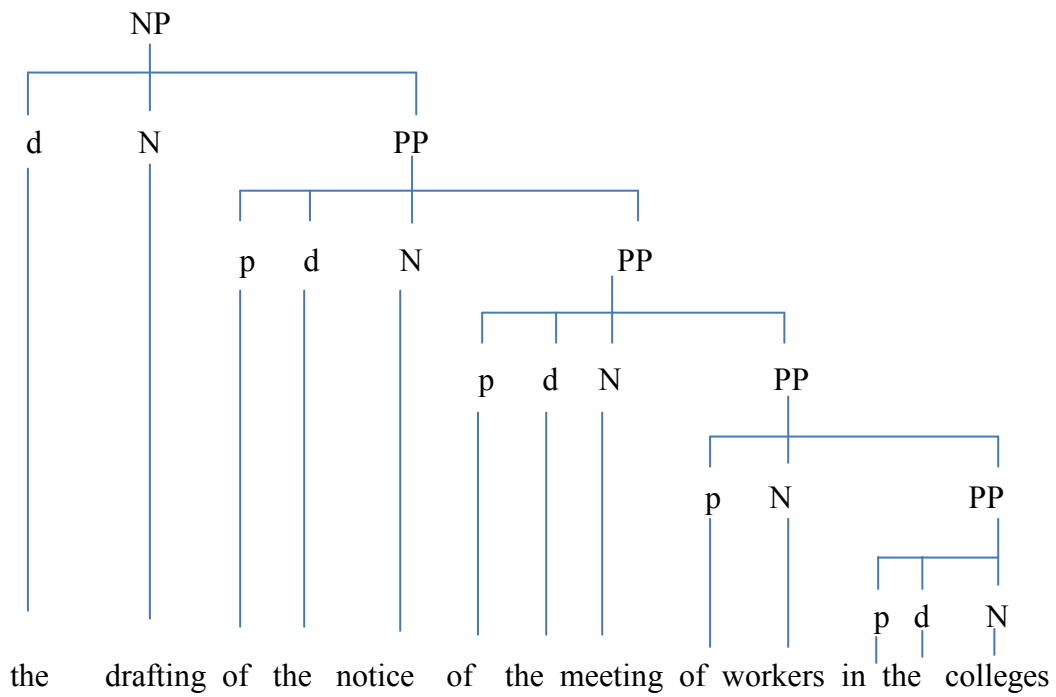 NP
d N PP
p d N PP
p d N PP
p N PP
p d N
the drafting of the notice of the meeting of workers in the colleges